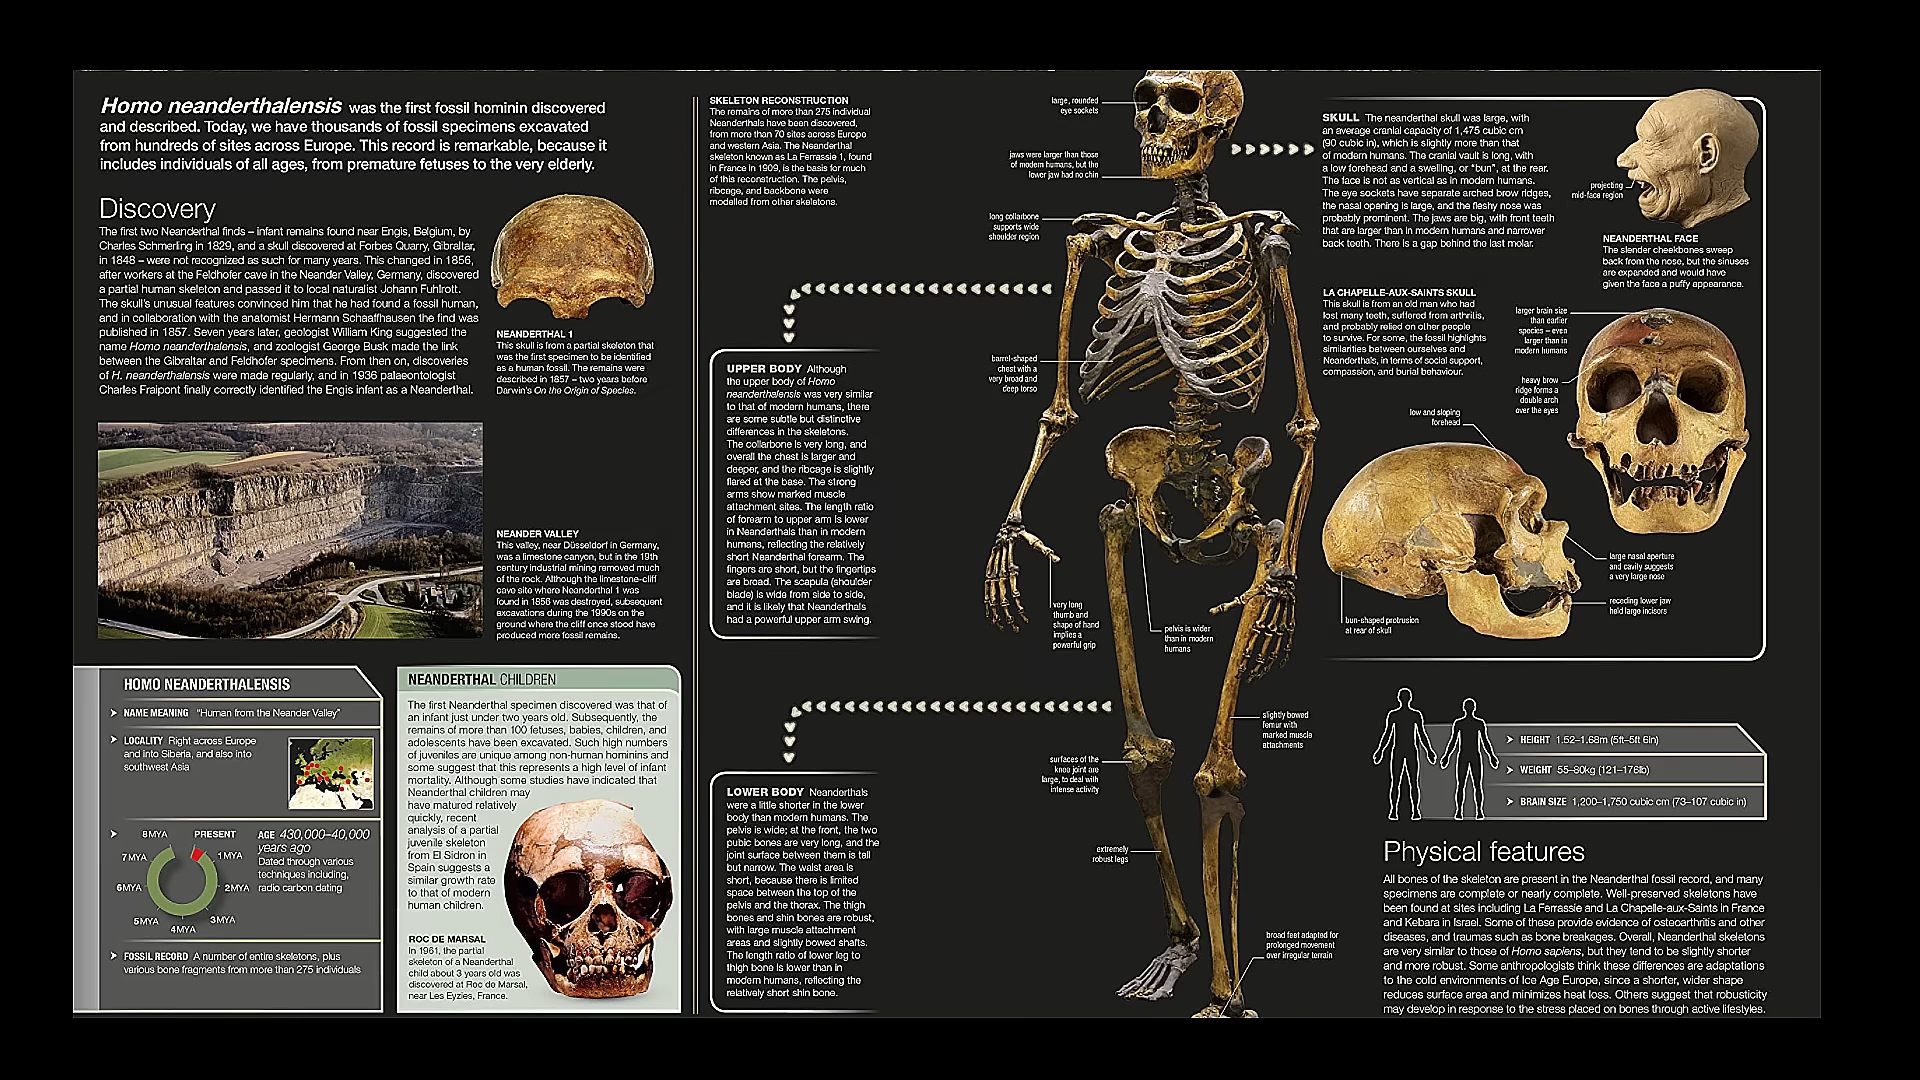 Homo neanderthalensis was the first fossil hominin discovered
and described. Today, we have thousands of fossil specimens excavated
from hundreds of sites across Europe. This record is remarkable, because it
includes individuals of all ages, from premature fetuses to the very elderly.
Discovery
The first two Neanderthal finds – infant remains found near Engis, Belgium, by
Charles Schmerling in 1829, and a skull discovered at Forbes Quarry, Gibraltar,
in 1848 – were not recognized as such for many years. This changed in 1856,
after workers at the Feldhofer cave in the Neander Valley, Germany, discovered
a partial human skeleton and passed it to local naturalist Johann Fuhlrott.
The skull's unusual features convinced him that he had found a fossil human,
and in collaboration with the anatomist Hermann Schaaffhausen the find was
published in 1857. Seven years later, geologist William King suggested the
name Homo neanderthalensis, and zoologist George Busk made the link
between the Gibraltar and Feldhofer specimens. From then on, discoveries
of H. neanderthalensis were made regularly, and in 1936 palaeontologist
Charles Fraipont finally correctly identified the Engis infant as a Neanderthal.
NEANDERTHAL 1
This skull is from a partial skeleton that
was the first specimen to be identified
as a human fossil. The remains were
described in 1857 – two years before
Darwin's On the Origin of Species.
NEANDER VALLEY
This valley, near Düsseldorf in Germany,
was a limestone canyon, but in the 19th
century industrial mining removed much
of the rock. Although the limestone-cliff
cave site where Neanderthal 1 was
found in 1856 was destroyed, subsequent
excavations during the 1990s on the
ground where the cliff once stood have
produced more fossil remains.
HOMO NEANDERTHALENSIS
NAME MEANING "Human from the Neander Valley"
LOCALITY Right across Europe
and into Siberia, and also into
southwest Asia
8MYA
PRESENT
7MYA
1MYA
6MYA
2MYA
5MYA
3MYA
4MYA
AGE 430,000–40,000
years ago
Dated through various
techniques including,
radio carbon dating
FOSSIL RECORD A number of entire skeletons, plus
various bone fragments from more than 275 individuals
NEANDERTHAL CHILDREN
The first Neanderthal specimen discovered was that of
an infant just under two years old. Subsequently, the
remains of more than 100 fetuses, babies, children, and
adolescents have been excavated. Such high numbers
of juveniles are unique among non-human hominins and
some suggest that this represents a high level of infant
mortality. Although some studies have indicated that
Neanderthal children may
have matured relatively
quickly, recent
analysis of a partial
juvenile skeleton
from El Sidron in
Spain suggests a
similar growth rate
to that of modern
human children.
ROC DE MARSAL
In 1961, the partial
skeleton of a Neanderthal
child about 3 years old was
discovered at Roc de Marsal,
near Les Eyzies, France.
SKELETON RECONSTRUCTION
The remains of more than 275 individual
Neanderthals have been discovered,
from more than 70 sites across Europe
and western Asia. The Neanderthal
skeleton known as La Ferrassie 1, found
in France in 1909, is the basis for much
of this reconstruction. The pelvis,
ribcage, and backbone were
modelled from other skeletons.
UPPER BODY Although
the upper body of Homo
neanderthalensis was very similar
to that of modern humans, there
are some subtle but distinctive
differences in the skeletons.
The collarbone is very long, and
overall the chest is larger and
deeper, and the ribcage is slightly
flared at the base. The strong
arms show marked muscle
attachment sites. The length ratio
of forearm to upper arm is lower
in Neanderthals than in modern
humans, reflecting the relatively
short Neanderthal forearm. The
fingers are short, but the fingertips
are broad. The scapula (shoulder
blade) is wide from side to side,
and it is likely that Neanderthals
had a powerful upper arm swing.
LOWER BODY Neanderthals
were a little shorter in the lower
body than modern humans. The
pelvis is wide; at the front, the two
pubic bones are very long, and the
joint surface between them is tall
but narrow. The waist area is
short, because there is limited
space between the top of the
pelvis and the thorax. The thigh
bones and shin bones are robust,
with large muscle attachment
areas and slightly bowed shafts.
The length ratio of lower leg to
thigh bone is lower than in
modern humans, reflecting the
relatively short shin bone.
large, rounded
eye sockets
jaws were larger than those
of modern humans, but the
lower jaw had no chin
long collarbone
supports wide
shoulder region
barrel-shaped
chest with a
very broad and
deep torso
very long
thumb and
shape of hand
implies a
powerful grip
pelvis is wider
than in modern
humans
slightly bowed
femur with
marked muscle
attachments
surfaces of the
knee joint are
large, to deal with
intense activity
extremely
robust legs
broad feet adapted for
prolonged movement
over irregular terrain
SKULL The neanderthal skull was large, with
an average cranial capacity of 1,475 cubic cm
(90 cubic in), which is slightly more than that
of modern humans. The cranial vault is long, with
a low forehead and a swelling, or "bun", at the rear.
The face is not as vertical as in modern humans.
The eye sockets have separate arched brow ridges,
the nasal opening is large, and the fleshy nose was
probably prominent. The jaws are big, with front teeth
that are larger than in modern humans and narrower
back teeth. There is a gap behind the last molar.
projecting
mid-face region
NEANDERTHAL FACE
The slender cheekbones sweep
back from the nose, but the sinuses
are expanded and would have
given the face a puffy appearance.
LA CHAPELLE-AUX-SAINTS SKULL
This skull is from an old man who had
lost many teeth, suffered from arthritis,
and probably relied on other people
to survive. For some, the fossil highlights
similarities between ourselves and
Neanderthals, in terms of social support,
compassion, and burial behaviour.
larger brain size
than earlier
species – even
larger than in
modern humans
heavy brow
ridge forms a
double arch
over the eyes
low and sloping
forehead
large nasal aperture
and cavity suggests
a very large nose
receding lower jaw
held large incisors
bun-shaped protrusion
at rear of skull
HEIGHT 1.52–1.68m (5ft–5ft 6in)
WEIGHT 55–80kg (121–176lb)
BRAIN SIZE 1,200–1,750 cubic cm (73–107 cubic in)
Physical features
All bones of the skeleton are present in the Neanderthal fossil record, and many
specimens are complete or nearly complete. Well-preserved skeletons have
been found at sites including La Ferrassie and La Chapelle-aux-Saints in France
and Kebara in Israel. Some of these provide evidence of osteoarthritis and other
diseases, and traumas such as bone breakages. Overall, Neanderthal skeletons
are very similar to those of Homo sapiens, but they tend to be slightly shorter
and more robust. Some anthropologists think these differences are adaptations
to the cold environments of Ice Age Europe, since a shorter, wider shape
reduces surface area and minimizes heat loss. Others suggest that robusticity
may develop in response to the stress placed on bones through active lifestyles.